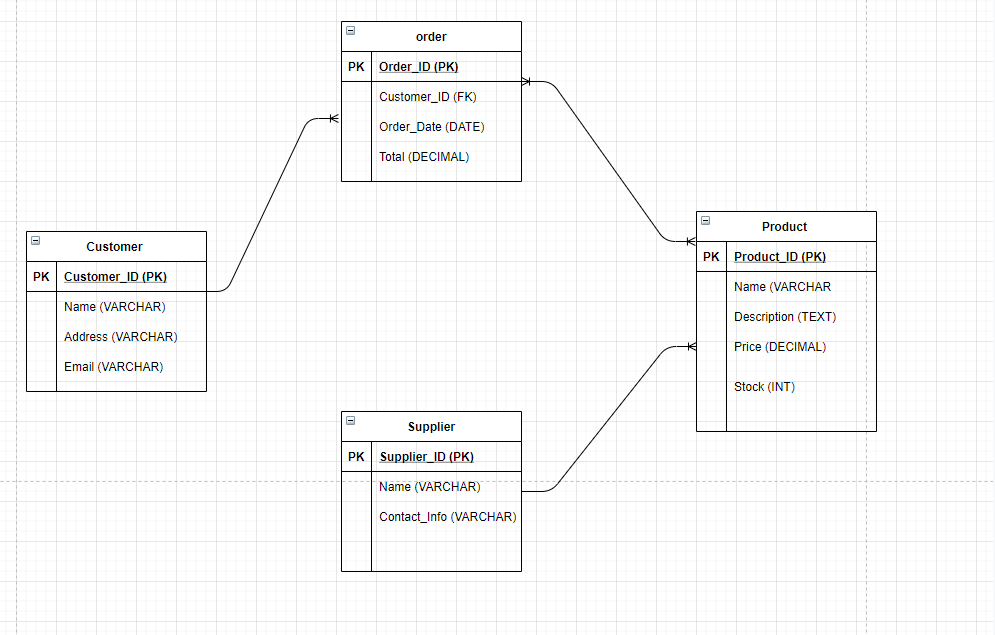 order
PK Order_ID (PK)
Customer_ID (FK)
Order_Date (DATE)
Total (DECIMAL)
Customer
PK Customer_ID (PK)
Name (VARCHAR)
Address (VARCHAR)
Email (VARCHAR)
Product
PK Product_ID (PK)
Name (VARCHAR
Description (TEXT)
Price (DECIMAL)
Stock (INT)
Supplier
PK Supplier_ID (PK)
Name (VARCHAR)
Contact_Info (VARCHAR)